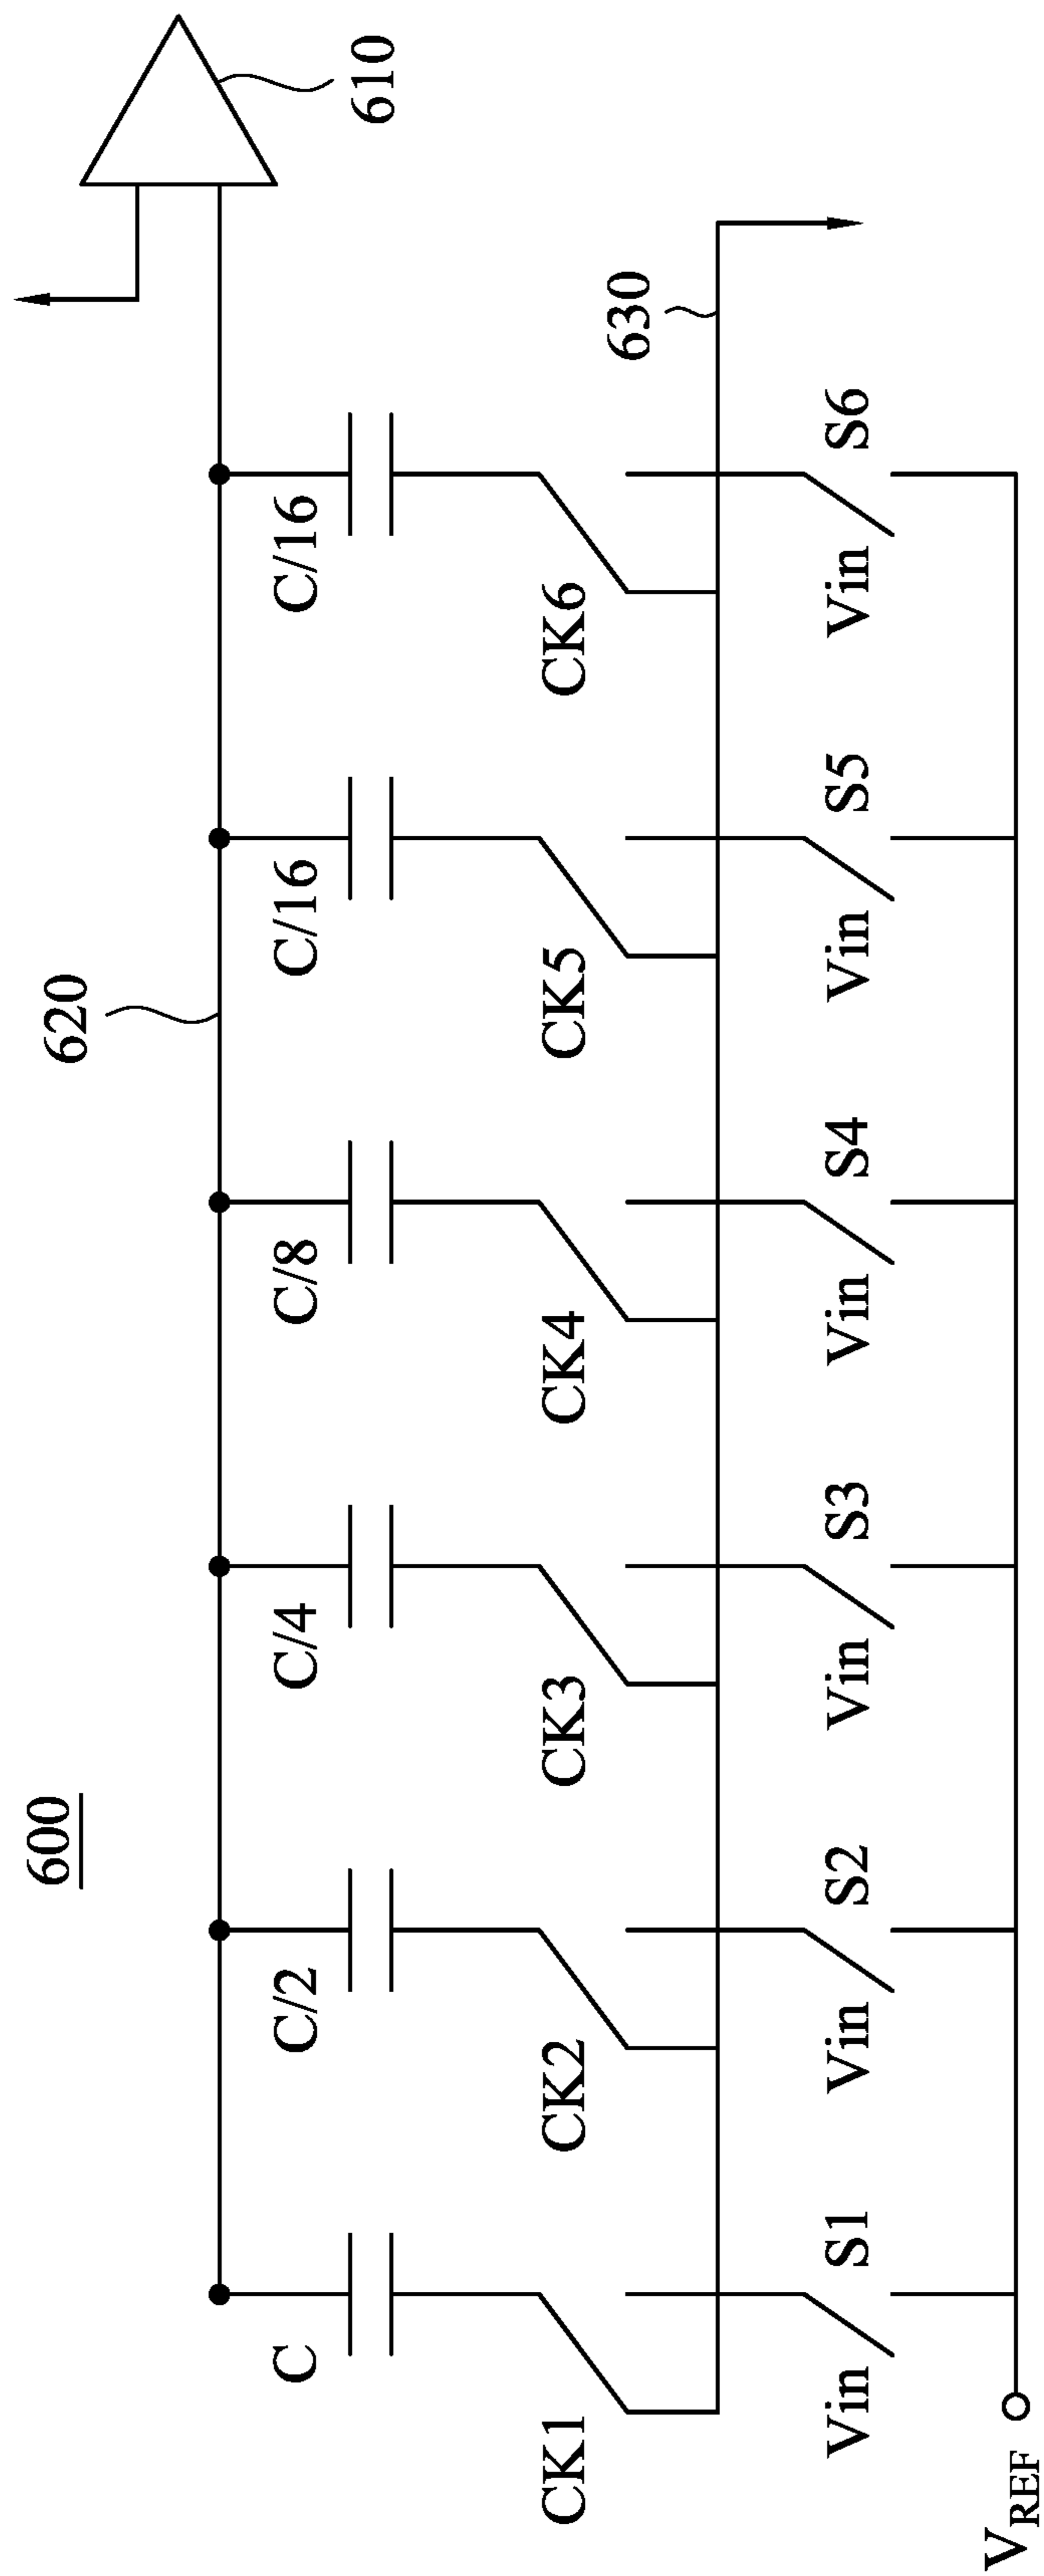 600
620
610
C
C/2
C/4
C/8
C/16
C/16
630
CK1
CK2
CK3
CK4
CK5
CK6
Vin S1
Vin S2
Vin S3
Vin S4
Vin S5
Vin S6
VREF